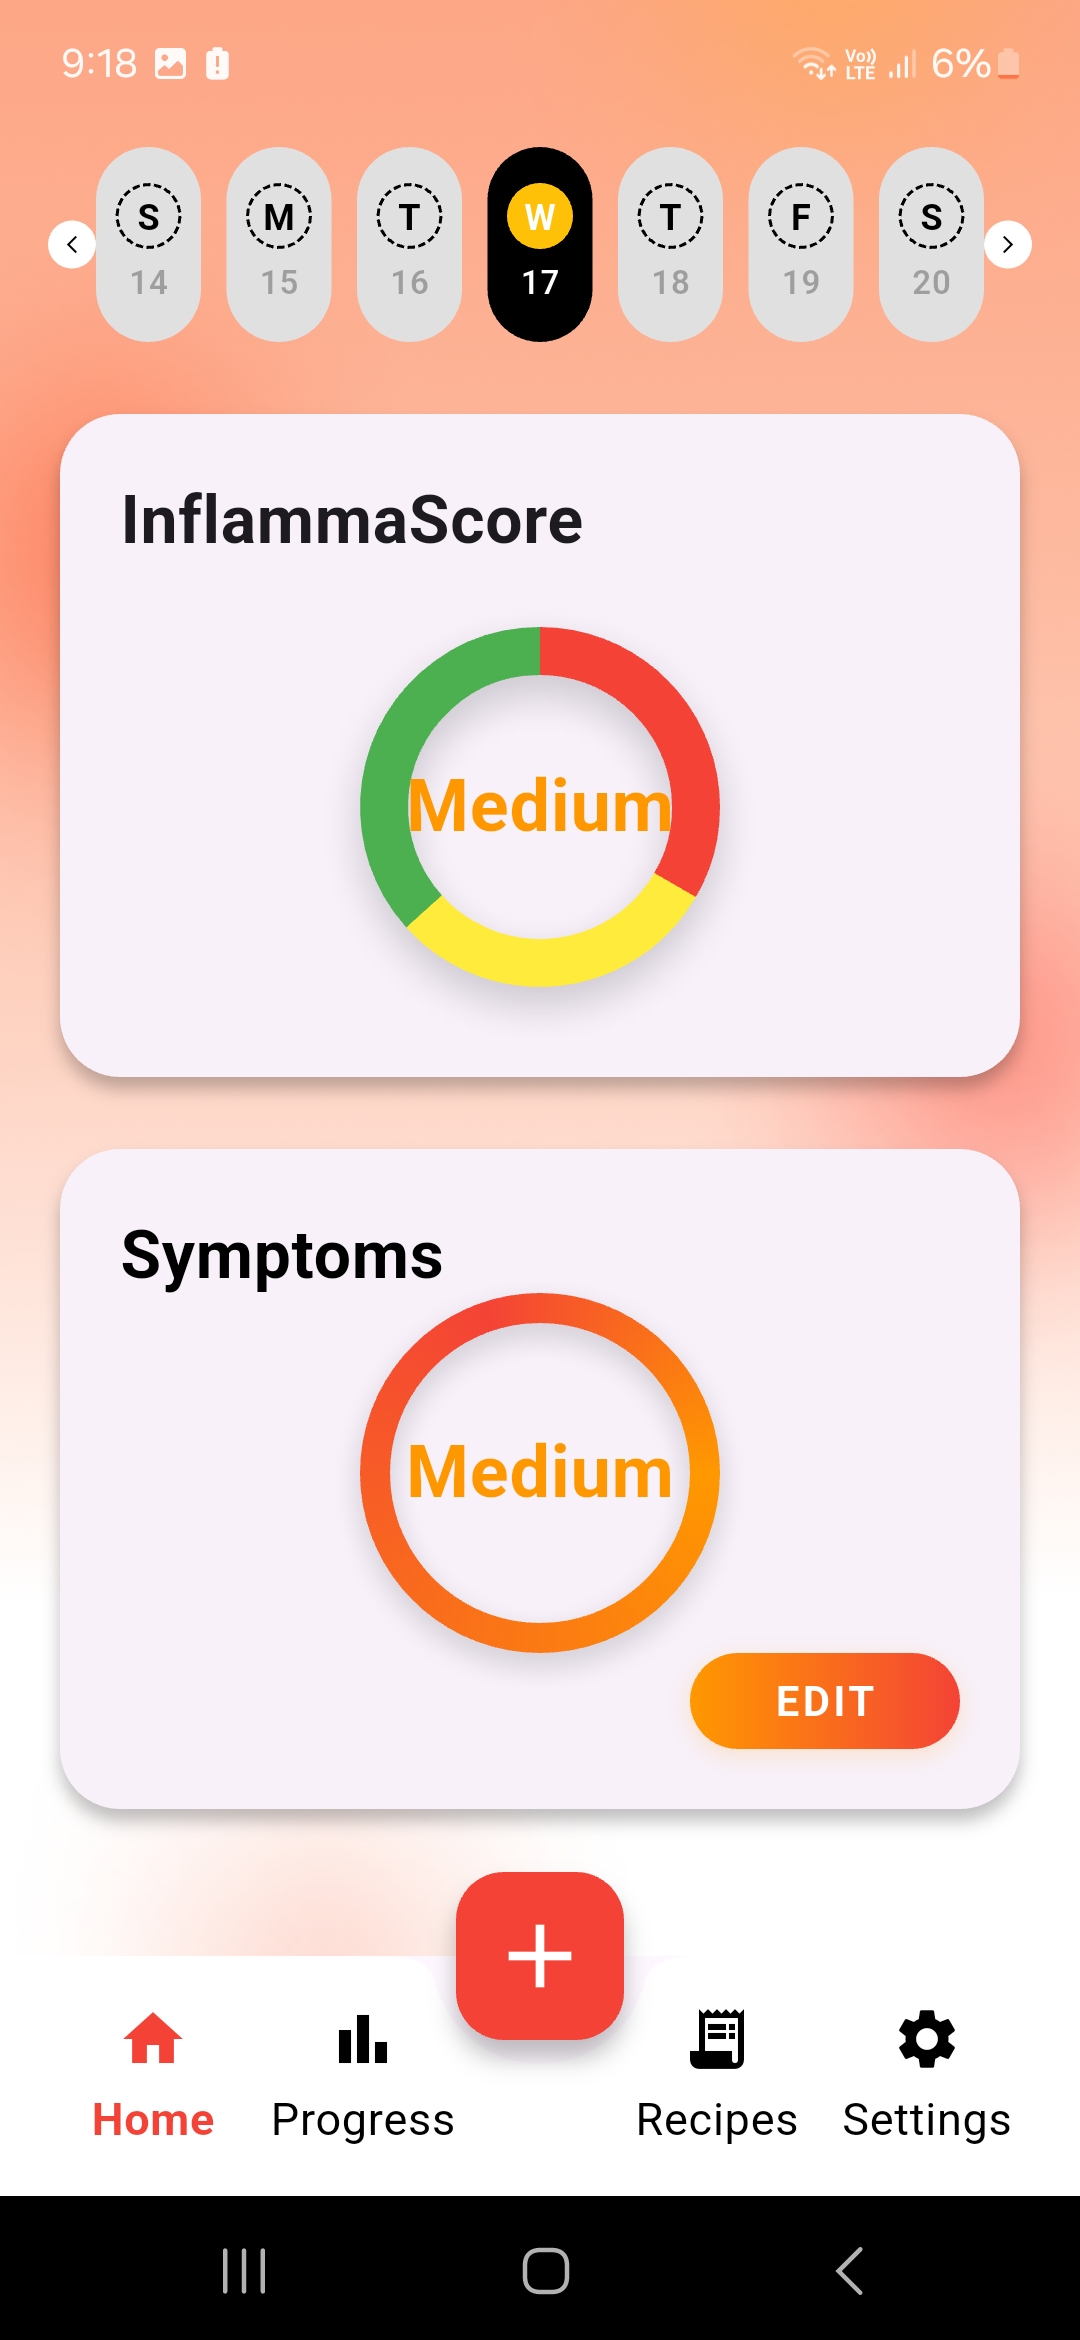 9:18 Vo)) LTE 6%
S M T W T F S
14 15 16 17 18 19 20
InflammaScore
Medium
Symptoms
Medium
EDIT
Home Progress Recipes Settings